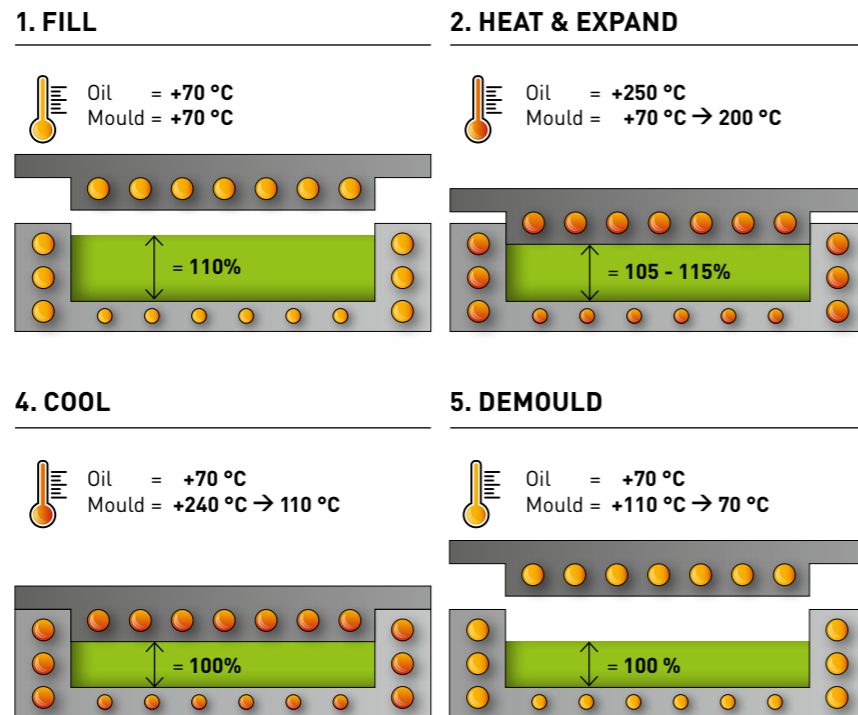 1. FILL
Oil = +70 °C
Mould = +70 °C
= 110%
2. HEAT & EXPAND
Oil = +250 °C
Mould = +70 °C → 200 °C
= 105 - 115%
4. COOL
Oil = +70 °C
Mould = +240 °C → 110 °C
= 100%
5. DEMOULD
Oil = +70 °C
Mould = +110 °C → 70 °C
= 100 %